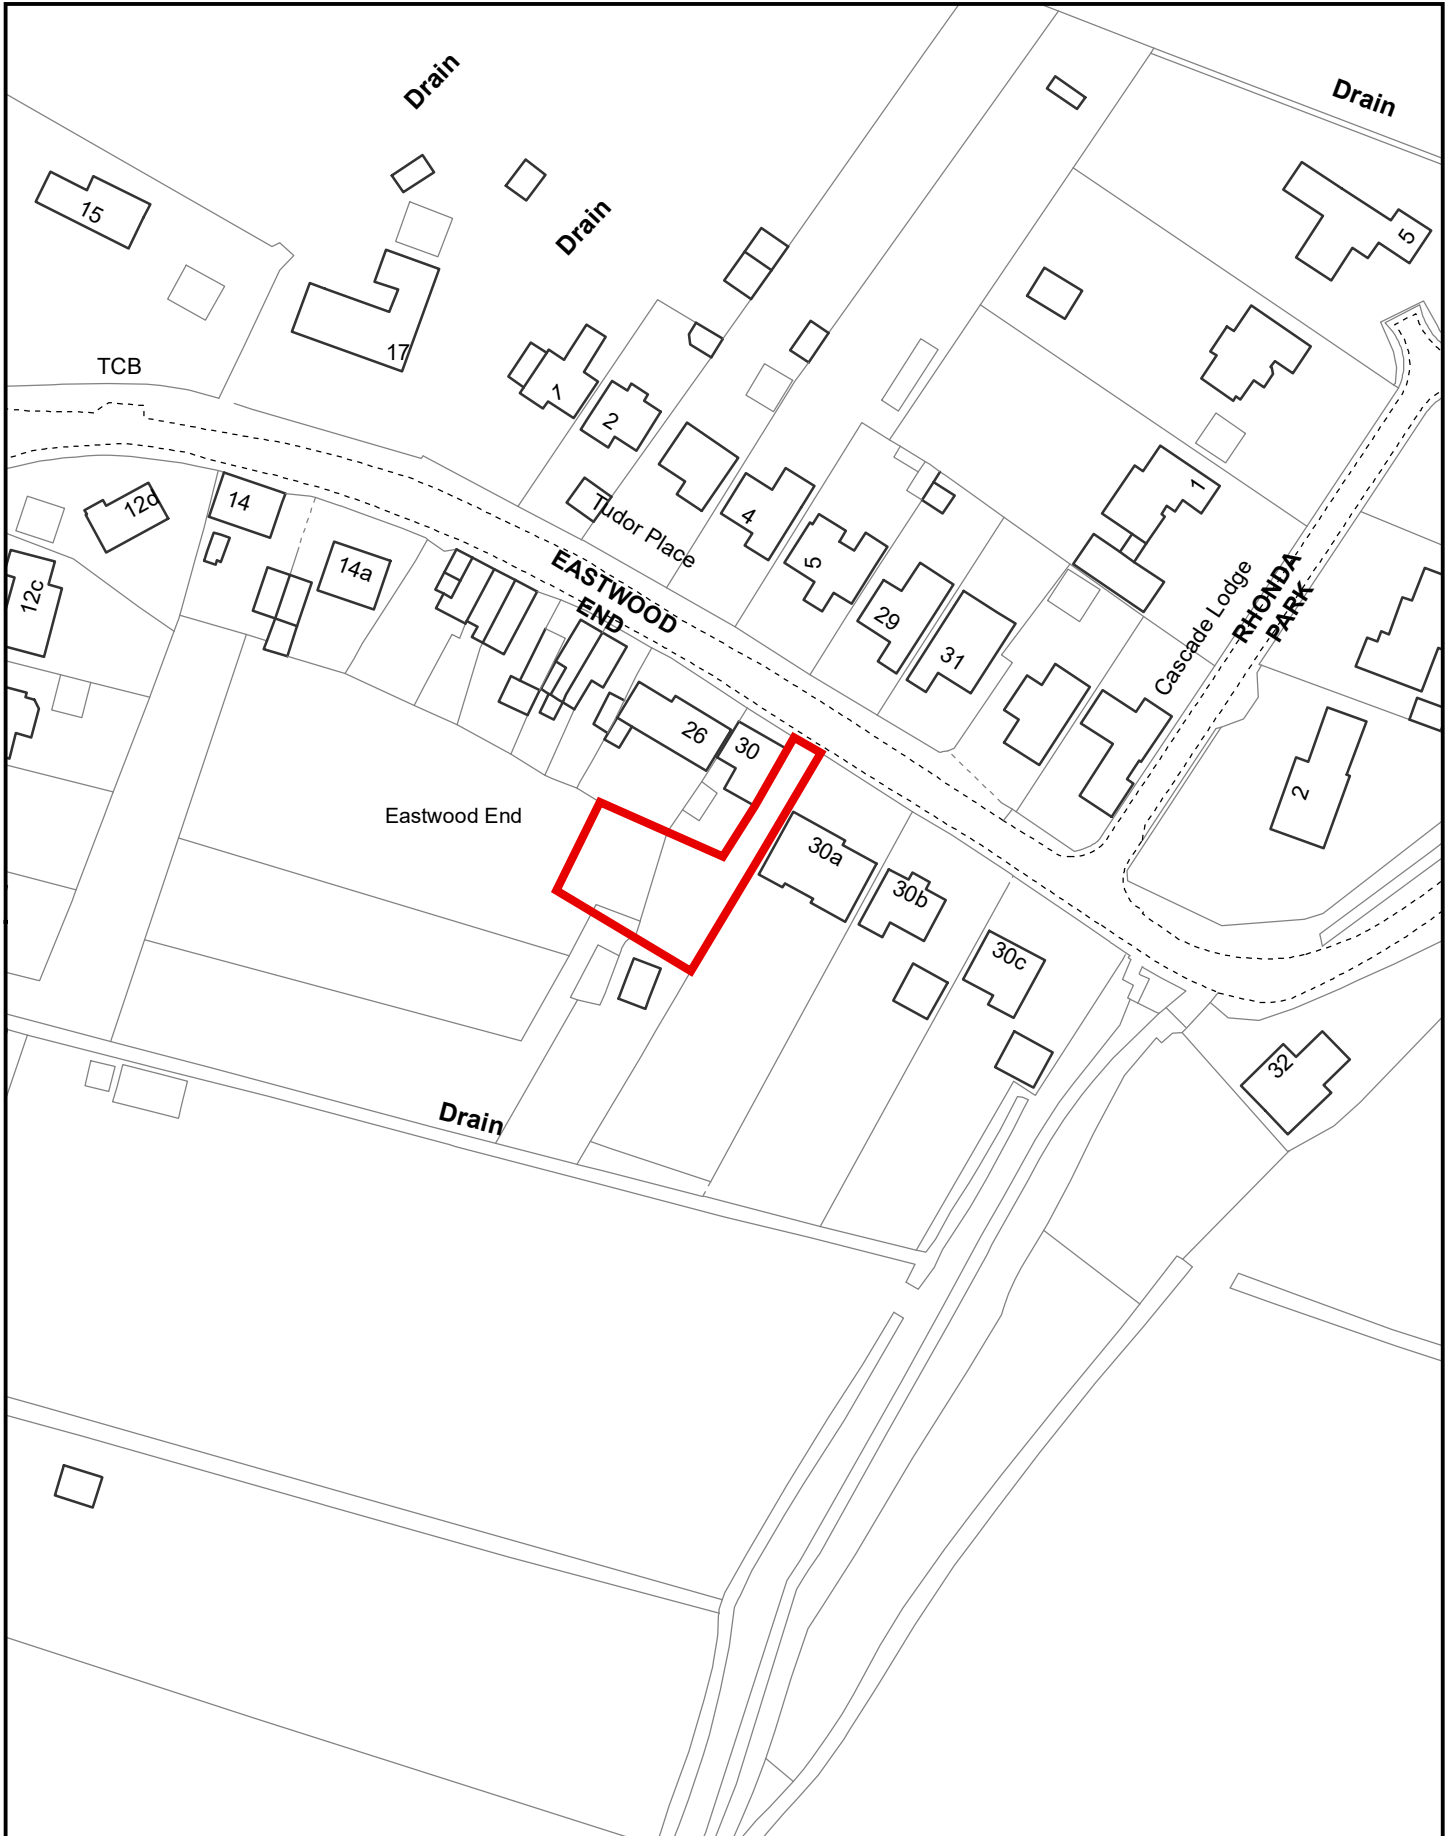 Drain
Drain
15
Drain
5
17
TCB
1
2
1
12d
14
Tudor Place
4
5
14a
12c
EASTWOOD
END
29
31
Cascade Lodge
RHONDA
PARK
26
30
2
Eastwood End
30a
30b
30c
32
Drain